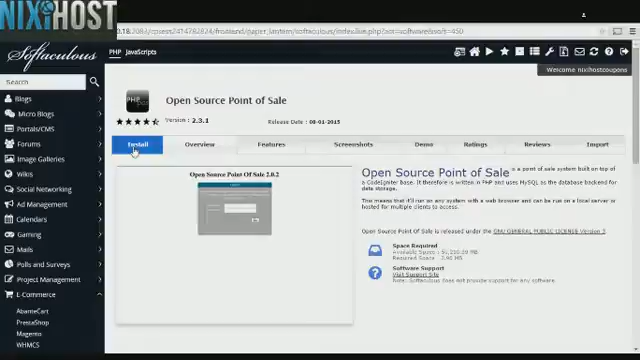 NIXIHOST
Softaculous
PHP JavaScripts
Welcome nixihostcoupons
Search
Blogs
Micro Blogs
Portals/CMS
Forums
Image Galleries
Wikis
Social Networking
Ad Management
Calendars
Gaming
Mails
Polls and Surveys
Project Management
E-Commerce
AbanteCart
PrestaShop
Magento
WHMCS
Open Source Point of Sale
Version : 2.3.1
Release Date : 08-01-2015
Install
Overview
Features
Screenshots
Demo
Ratings
Reviews
Import
Open Source Point Of Sale 2.0.2
Open Source Point of Sale is a point of sale system built on top of
a CodeIgniter base. It therefore is written in PHP and uses MySQL as the database backend for
data storage.
This means that it'll run on any system with a web browser and can be run on a local server or
hosted for multiple clients to access.
Open Source Point of Sale is released under the GNU GENERAL PUBLIC LICENSE Version 3.
Space Required
Available Space :
Required Space :
Software Support
Visit Support Site
Note: Softaculous does not provide support for any software.